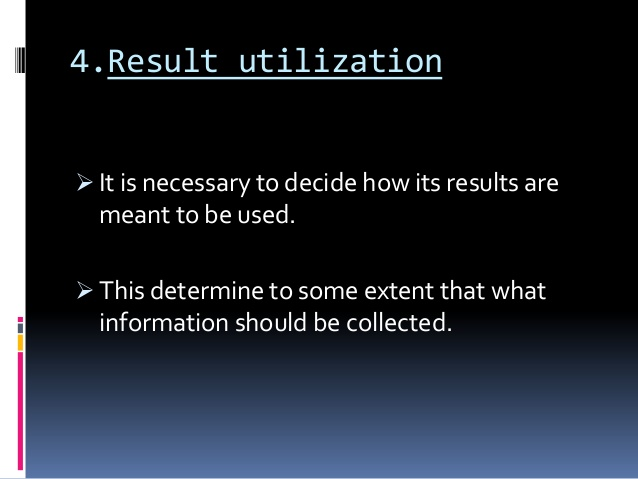 4.Result utilization
➢ It is necessary to decide how its results are
meant to be used.
➢ This determine to some extent that what
information should be collected.